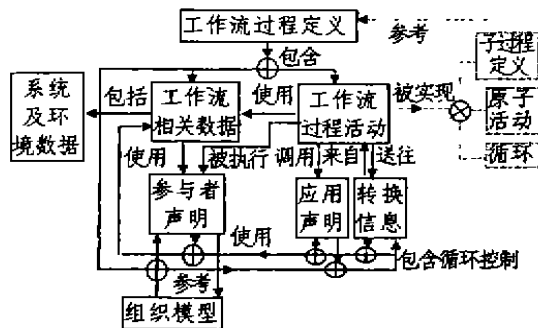 工作流过程定义
参考
包含
子过程
定义
系统
及环
境数据
包括
工作流
相关数据
使用
工作流
过程活动
被实现
原子
活动
循环
使用
被执行
调用
来自
送往
参与者
声明
应用
声明
转换
信息
使用
包含循环控制
参考
组织模型